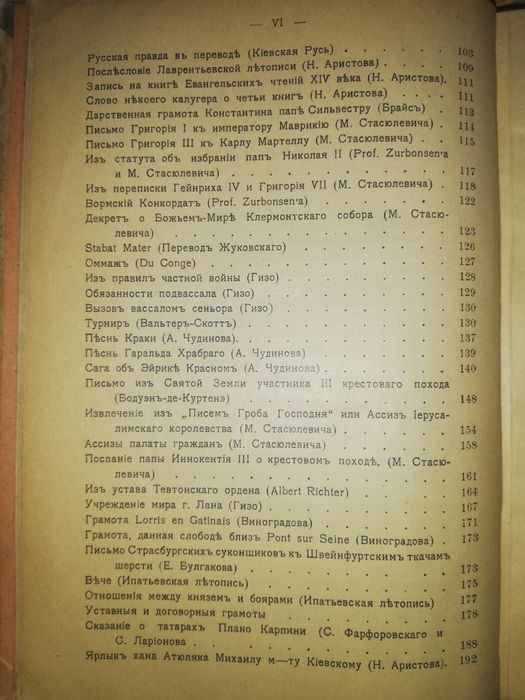 — VI —
Русская правда въ переводѣ (Кіевская Русь) . . . . . 103
Послѣсловіе Лаврентьевской лѣтописи (Н. Аристова) . . . . 109
Запись на книгѣ Евангельскихъ чтеній XIV вѣка (Н. Аристова). 111
Слово нѣкоего калугера о четьи книгъ (Н. Аристова) . . . . 111
Дарственная грамота Константина папѣ Сильвестру (Брайсъ) . 113
Письмо Григорія I къ императору Маврикію (М. Стасюлевича) . 114
Письмо Григорія III къ Карлу Мартеллу (М. Стасюлевича) . . 115
Изъ статута объ избраніи папъ Николая II (Prof. Zurbonsen'a
и М. Стасюлевича) . . . . . . . . . . 117
Изъ переписки Гейнриха IV и Григорія VII (М. Стасюлевича) . 118
Вормскій Конкордатъ (Prof. Zurbonsen'a) . . . . . . 122
Декретъ о Божьемъ-Мирѣ Клермонтскаго собора (М. Стасю-
левича) . . . . . . . . . . . . 123
Stabat Mater (Переводъ Жуковскаго) . . . . . . . 126
Оммажъ (Du Conge) . . . . . . . . . . 127
Изъ правилъ частной войны (Гизо) . . . . . . . 128
Обязанности подвассала (Гизо) . . . . . . . . 129
Вызовъ вассаломъ сеньора (Гизо) . . . . . . . 130
Турниръ (Вальтеръ-Скоттъ) . . . . . . . . . 130
Пѣснь Краки (А. Чудинова). . . . . . . . . 137
Пѣснь Гаральда Храбраго (А. Чудинова) . . . . . . 139
Сага объ Эйрикѣ Красномъ (А. Чудинова) . . . . . . 140
Письмо изъ Святой Земли участника III крестоваго похода
(Бодуэнъ-де-Куртенэ) . . . . . . . . . 148
Извлеченіе изъ „Писемъ Гроба Господня“ или Ассизъ Іеруса-
лимскаго королевства (М. Стасюлевича) . . . . . 154
Ассизы палаты гражданъ (М. Стасюлевича) . . . . . 158
Посланіе папы Иннокентія III о крестовомъ походѣ. (М. Стасю-
левича) . . . . . . . . . . . . 161
Изъ устава Тевтонскаго ордена (Albert Richter) . . . . 164
Учрежденіе мира г. Лана (Гизо) . . . . . . . . 167
Грамота Lorris en Gatinais (Виноградова) . . . . . . 171
Грамота, данная слободѣ близъ Pont sur Seine (Виноградова) . 173
Письмо Страсбургскихъ суконщиковъ къ Швейнфуртскимъ ткачамъ
шерсти (Е. Булгакова) . . . . . . . . . 173
Вѣче (Ипатьевская лѣтопись) . . . . . . . . 175
Отношенія между княземъ и боярами (Ипатьевская лѣтопись) . 177
Уставныя и договорныя грамоты . . . . . . . . 178
Сказаніе о татарахъ Плано Карпини (С. Фарфоровскаго и
С. Ларіонова . . . . . . . . . . . 188
Ярлыкъ хана Атюляка Михаилу м—ту Кіевскому (Н. Аристова). 192